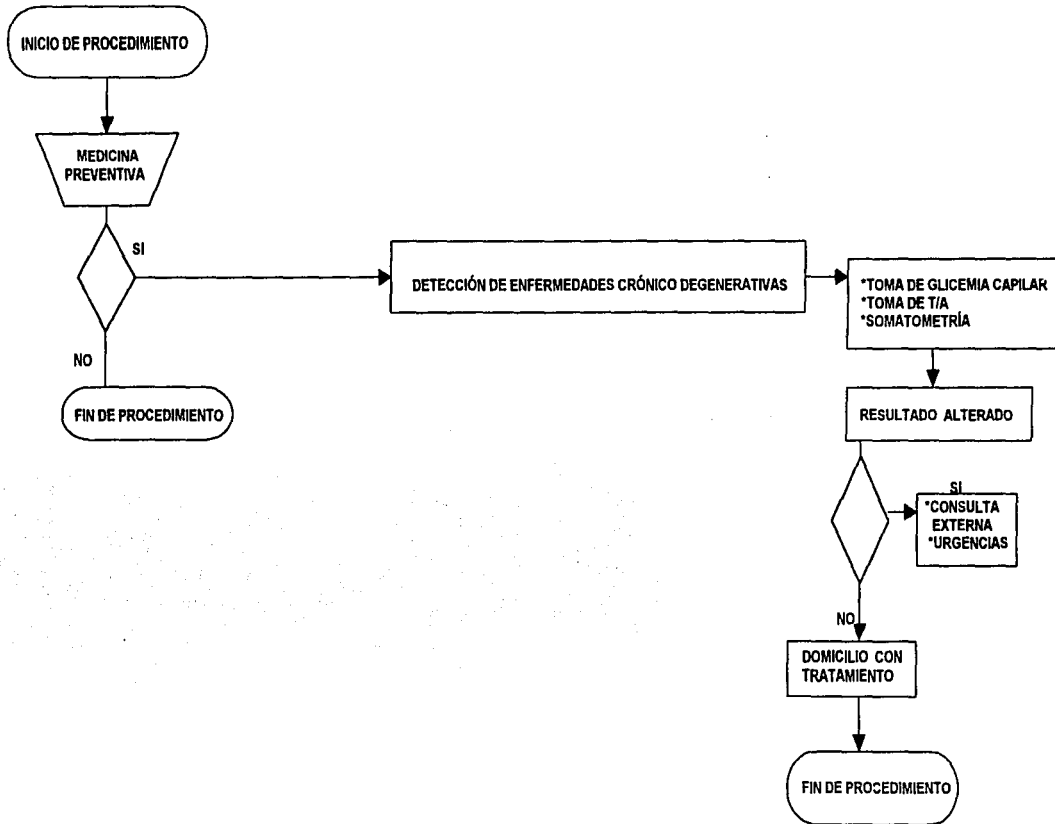 INICIO DE PROCEDIMIENTO
MEDICINA
PREVENTIVA
SI
NO
FIN DE PROCEDIMIENTO
DETECCIÓN DE ENFERMEDADES CRÓNICO DEGENERATIVAS
*TOMA DE GLICEMIA CAPILAR
*TOMA DE T/A
*SOMATOMETRÍA
RESULTADO ALTERADO
SI
*CONSULTA
EXTERNA
*URGENCIAS
NO
DOMICILIO CON
TRATAMIENTO
FIN DE PROCEDIMIENTO